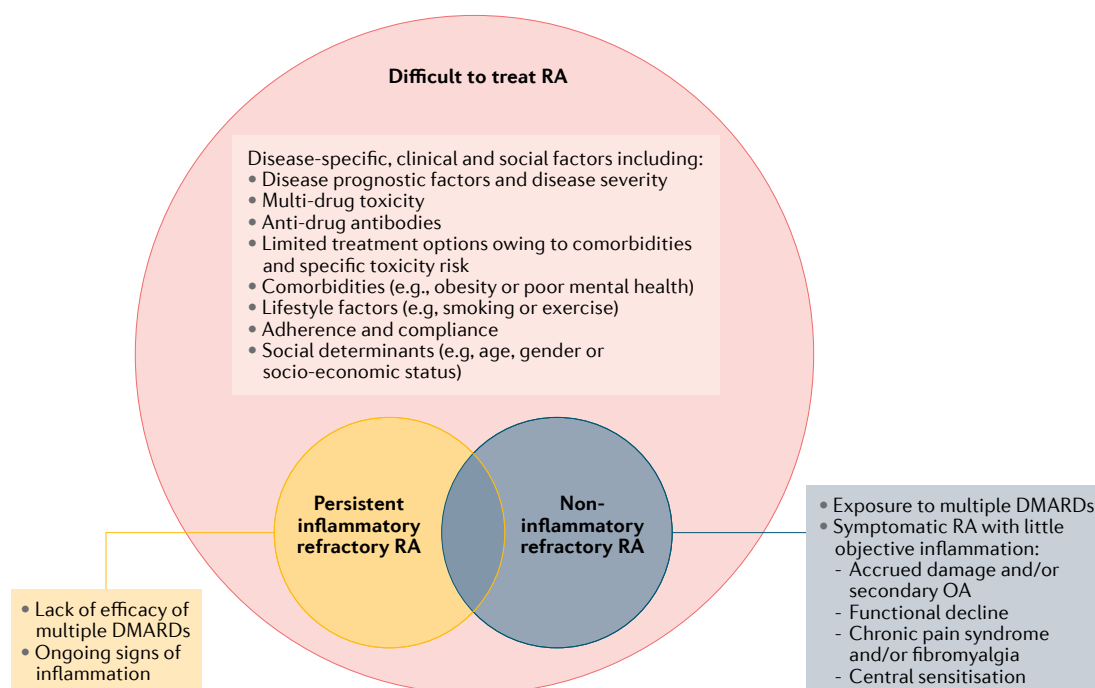 Difficult to treat RA
Disease-specific, clinical and social factors including:
• Disease prognostic factors and disease severity
• Multi-drug toxicity
• Anti-drug antibodies
• Limited treatment options owing to comorbidities
and specific toxicity risk
• Comorbidities (e.g., obesity or poor mental health)
• Lifestyle factors (e.g, smoking or exercise)
• Adherence and compliance
• Social determinants (e.g, age, gender or
socio-economic status)
Persistent
inflammatory
refractory RA
Non-
inflammatory
refractory RA
• Lack of efficacy of
multiple DMARDs
• Ongoing signs of
inflammation
• Exposure to multiple DMARDs
• Symptomatic RA with little
objective inflammation:
- Accrued damage and/or
secondary OA
- Functional decline
- Chronic pain syndrome
and/or fibromyalgia
- Central sensitisation